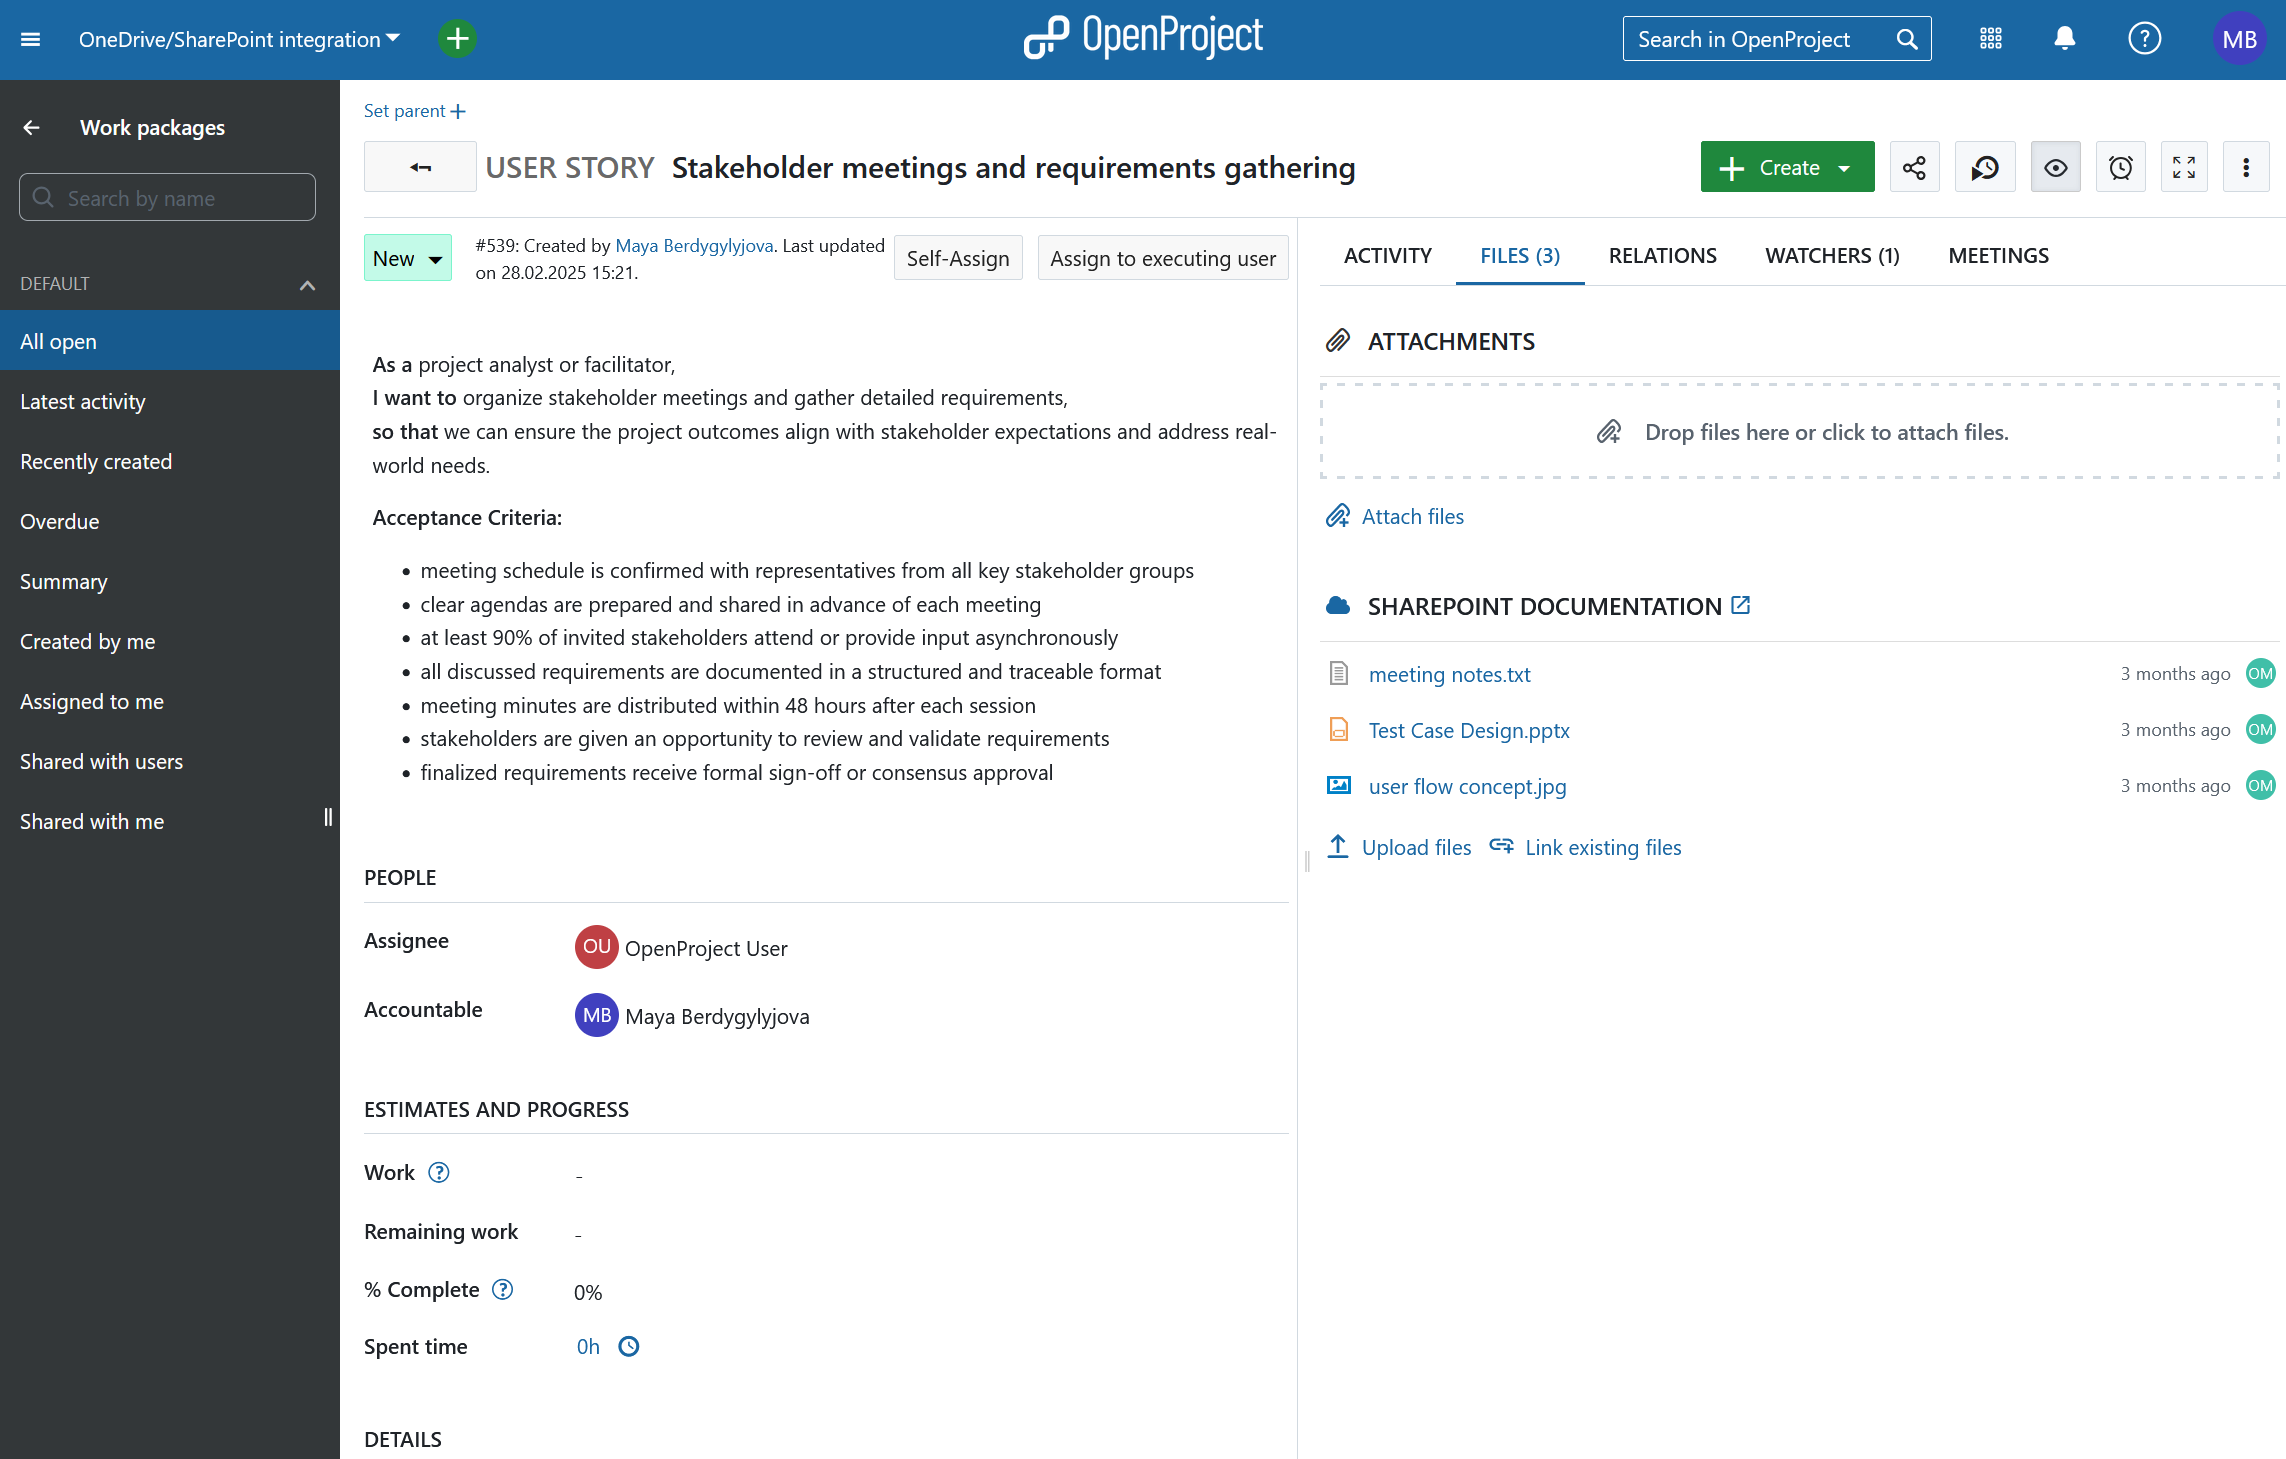 OneDrive/SharePoint integration
OpenProject
Search in OpenProject
MB
Work packages
Search by name
DEFAULT
All open
Latest activity
Recently created
Overdue
Summary
Created by me
Assigned to me
Shared with users
Shared with me
Set parent
USER STORY Stakeholder meetings and requirements gathering
Create
New
#539: Created by Maya Berdygylyjova. Last updated
on 28.02.2025 15:21.
Self-Assign
Assign to executing user
As a project analyst or facilitator,
I want to organize stakeholder meetings and gather detailed requirements,
so that we can ensure the project outcomes align with stakeholder expectations and address real-
world needs.
Acceptance Criteria:
• meeting schedule is confirmed with representatives from all key stakeholder groups
• clear agendas are prepared and shared in advance of each meeting
• at least 90% of invited stakeholders attend or provide input asynchronously
• all discussed requirements are documented in a structured and traceable format
• meeting minutes are distributed within 48 hours after each session
• stakeholders are given an opportunity to review and validate requirements
• finalized requirements receive formal sign-off or consensus approval
PEOPLE
Assignee OU OpenProject User
Accountable MB Maya Berdygylyjova
ESTIMATES AND PROGRESS
Work ? -
Remaining work -
% Complete ? 0%
Spent time 0h
DETAILS
ACTIVITY FILES (3) RELATIONS WATCHERS (1) MEETINGS
ATTACHMENTS
Drop files here or click to attach files.
Attach files
SHAREPOINT DOCUMENTATION
meeting notes.txt 3 months ago OM
Test Case Design.pptx 3 months ago OM
user flow concept.jpg 3 months ago OM
Upload files Link existing files